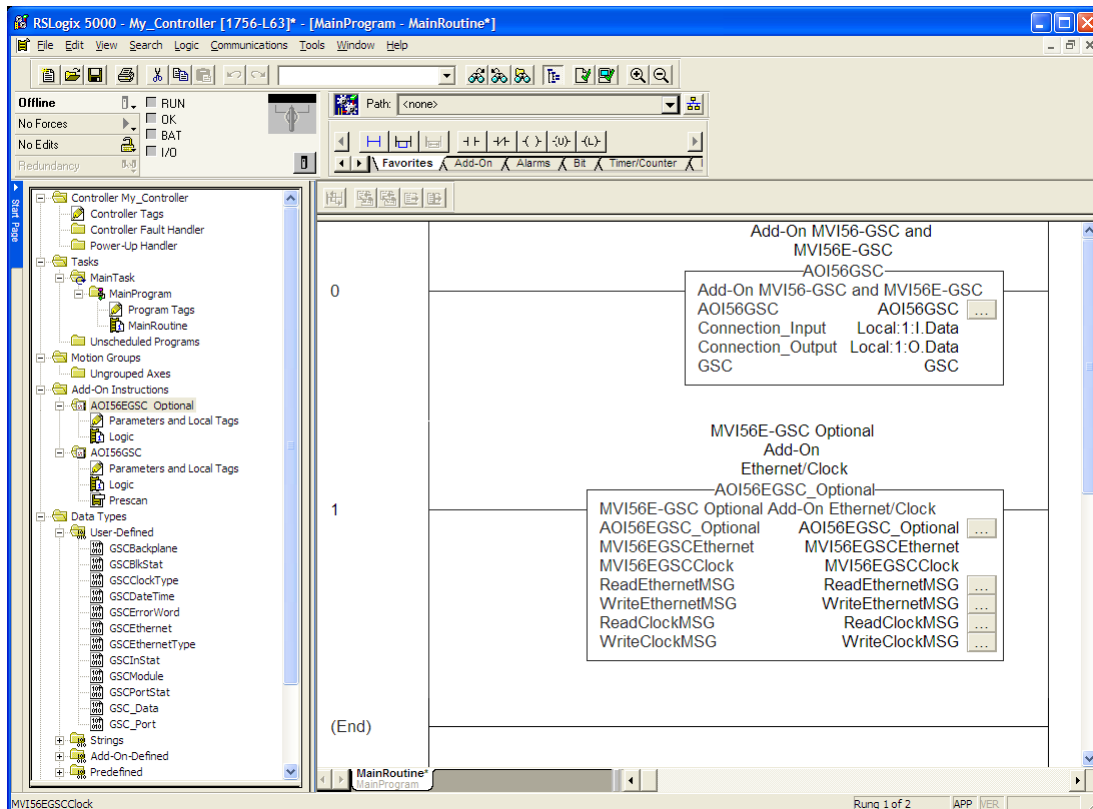 RSLogix 5000 - My_Controller [1756-L63]* - [MainProgram - MainRoutine*]
File Edit View Search Logic Communications Tools Window Help
Offline
RUN
No Forces
OK
No Edits
BAT
Redundancy
I/O
Path: <none>
Favorites Add-On Alarms Bit Timer/Counter
Start Page
Controller My_Controller
Controller Tags
Controller Fault Handler
Power-Up Handler
Tasks
MainTask
MainProgram
Program Tags
MainRoutine
Unscheduled Programs
Motion Groups
Ungrouped Axes
Add-On Instructions
AOI56EGSC_Optional
Parameters and Local Tags
Logic
AOI56GSC
Parameters and Local Tags
Logic
Prescan
Data Types
User-Defined
GSCBackplane
GSCBlkStat
GSCClockType
GSCDateTime
GSCErrorWord
GSCEthernet
GSCEthernetType
GSCInStat
GSCModule
GSCPortStat
GSC_Data
GSC_Port
Strings
Add-On-Defined
Predefined
Add-On MVI56-GSC and
MVI56E-GSC
AOI56GSC
0
Add-On MVI56-GSC and MVI56E-GSC
AOI56GSC AOI56GSC ...
Connection_Input Local:1:I.Data
Connection_Output Local:1:O.Data
GSC GSC
MVI56E-GSC Optional
Add-On
Ethernet/Clock
AOI56EGSC_Optional
1
MVI56E-GSC Optional Add-On Ethernet/Clock
AOI56EGSC_Optional AOI56EGSC_Optional ...
MVI56EGSCEthernet MVI56EGSCEthernet
MVI56EGSCClock MVI56EGSCClock
ReadEthernetMSG ReadEthernetMSG ...
WriteEthernetMSG WriteEthernetMSG ...
ReadClockMSG ReadClockMSG ...
WriteClockMSG WriteClockMSG ...
(End)
MainRoutine*
MainProgram
MVI56EGSCClock
Rung 1 of 2 APP VER